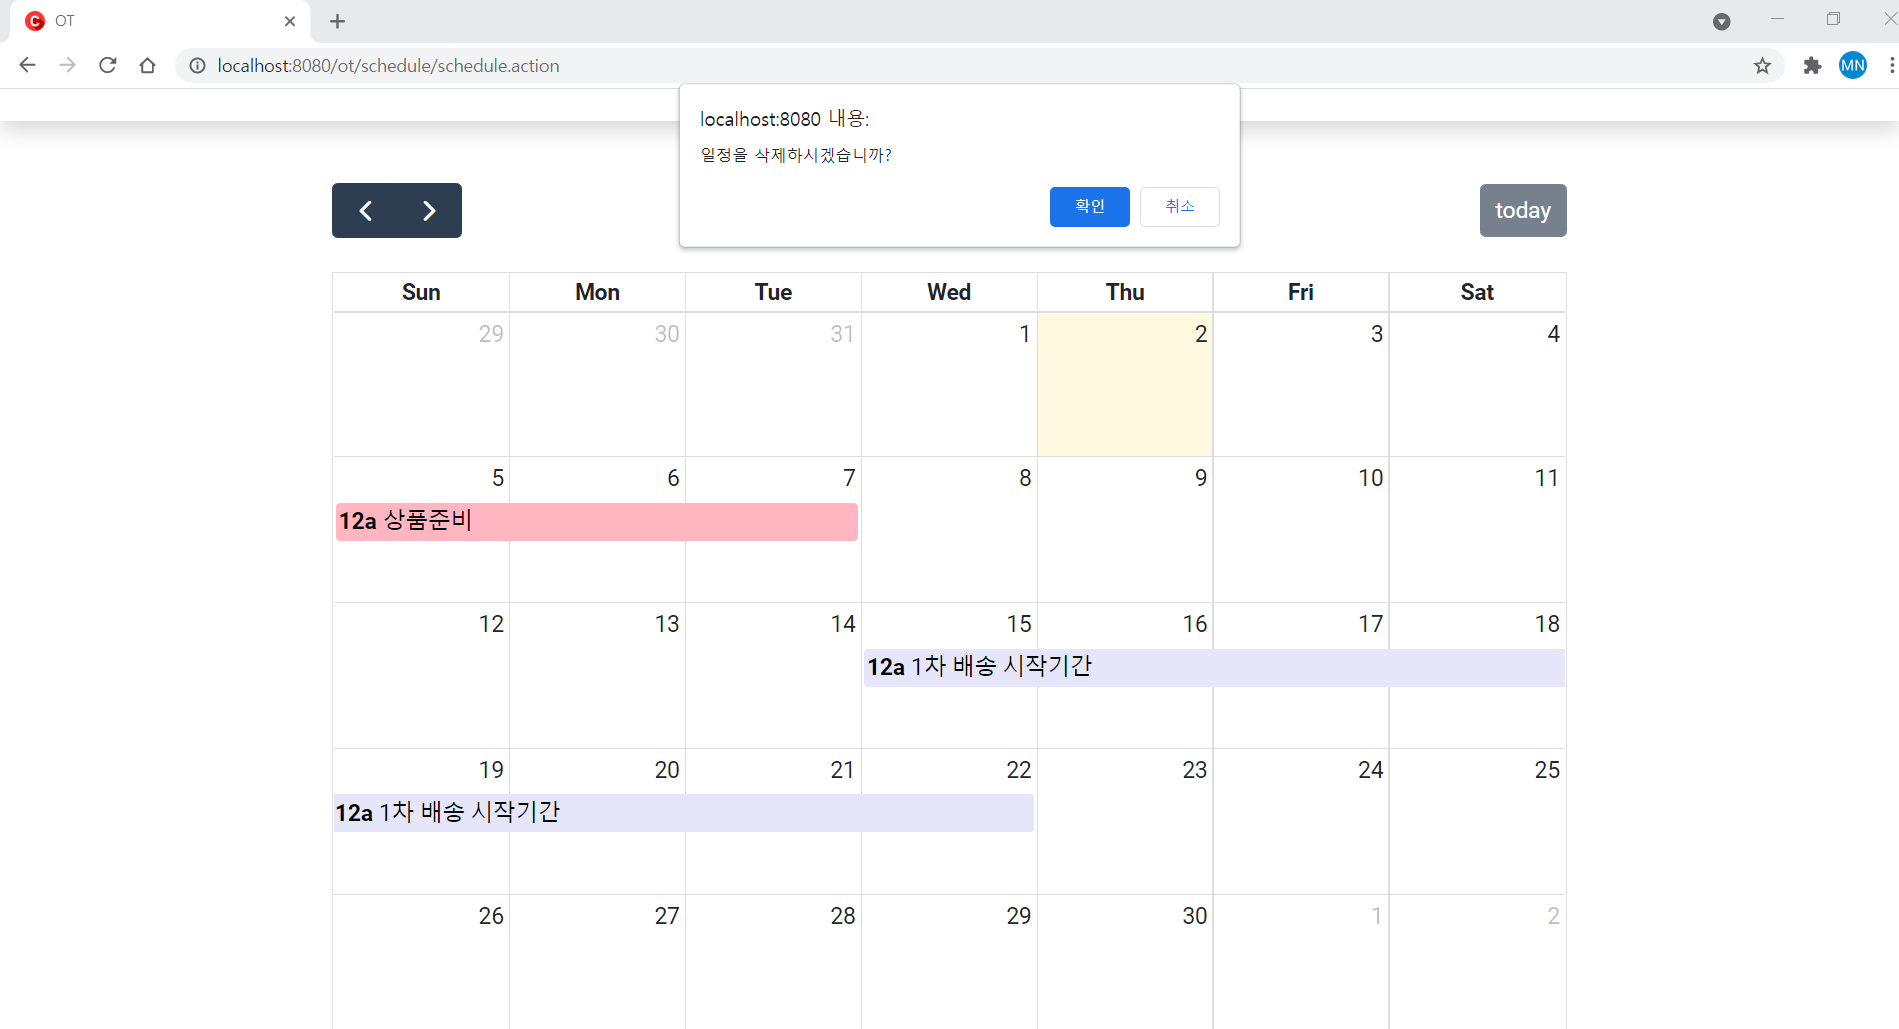 OT
localhost:8080/ot/schedule/schedule.action
MN
localhost:8080 내용:
일정을 삭제하시겠습니까?
확인 취소
today
Sun Mon Tue Wed Thu Fri Sat
29 30 31 1 2 3 4
5 6 7 8 9 10 11
12a 상품준비
12 13 14 15 16 17 18
12a 1차 배송 시작기간
19 20 21 22 23 24 25
12a 1차 배송 시작기간
26 27 28 29 30 1 2